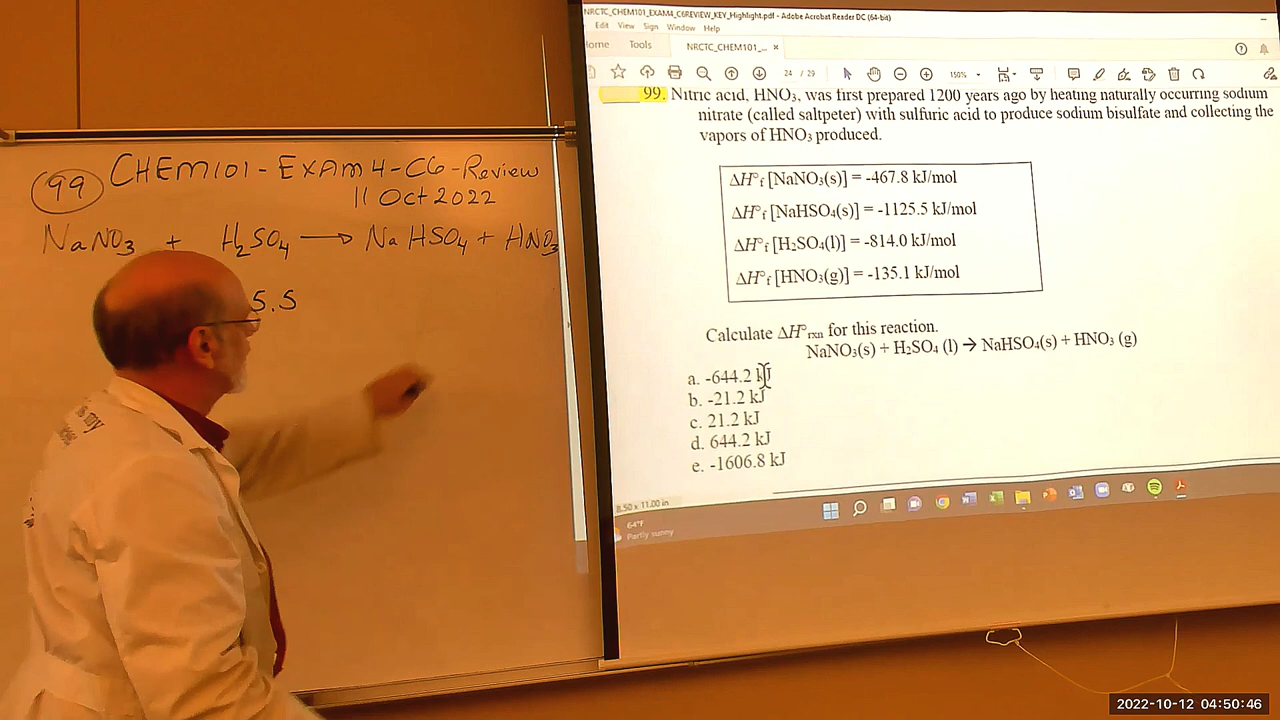 CHEM101 - EXAM 4 - C6 - Review
99
11 Oct 2022
NaNO3 + H2SO4 → NaHSO4 + HNO3
5.5
NRCTC_CHEM101_EXAM4_C6REVIEW_KEY_Highlight.pdf - Adobe Acrobat Reader DC (64-bit)
Edit View Sign Window Help
ome Tools NRCTC_CHEM101_... ×
24 / 29 150%
99. Nitric acid, HNO3, was first prepared 1200 years ago by heating naturally occurring sodium
nitrate (called saltpeter) with sulfuric acid to produce sodium bisulfate and collecting the
vapors of HNO3 produced.
ΔH°f [NaNO3(s)] = -467.8 kJ/mol
ΔH°f [NaHSO4(s)] = -1125.5 kJ/mol
ΔH°f [H2SO4(l)] = -814.0 kJ/mol
ΔH°f [HNO3(g)] = -135.1 kJ/mol
Calculate ΔH°rxn for this reaction.
NaNO3(s) + H2SO4 (l) → NaHSO4(s) + HNO3 (g)
a. -644.2 kJ
b. -21.2 kJ
c. 21.2 kJ
d. 644.2 kJ
e. -1606.8 kJ
8.50 x 11.00 in
64°F
Partly sunny
2022-10-12 04:50:46